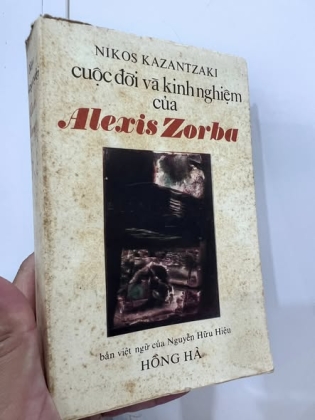 NIKOS KAZANTZAKI
cuộc đời và kinh nghiệm
của
Alexis Zorba
bản việt ngữ của Nguyễn Hữu Hiệu
HỒNG HÀ